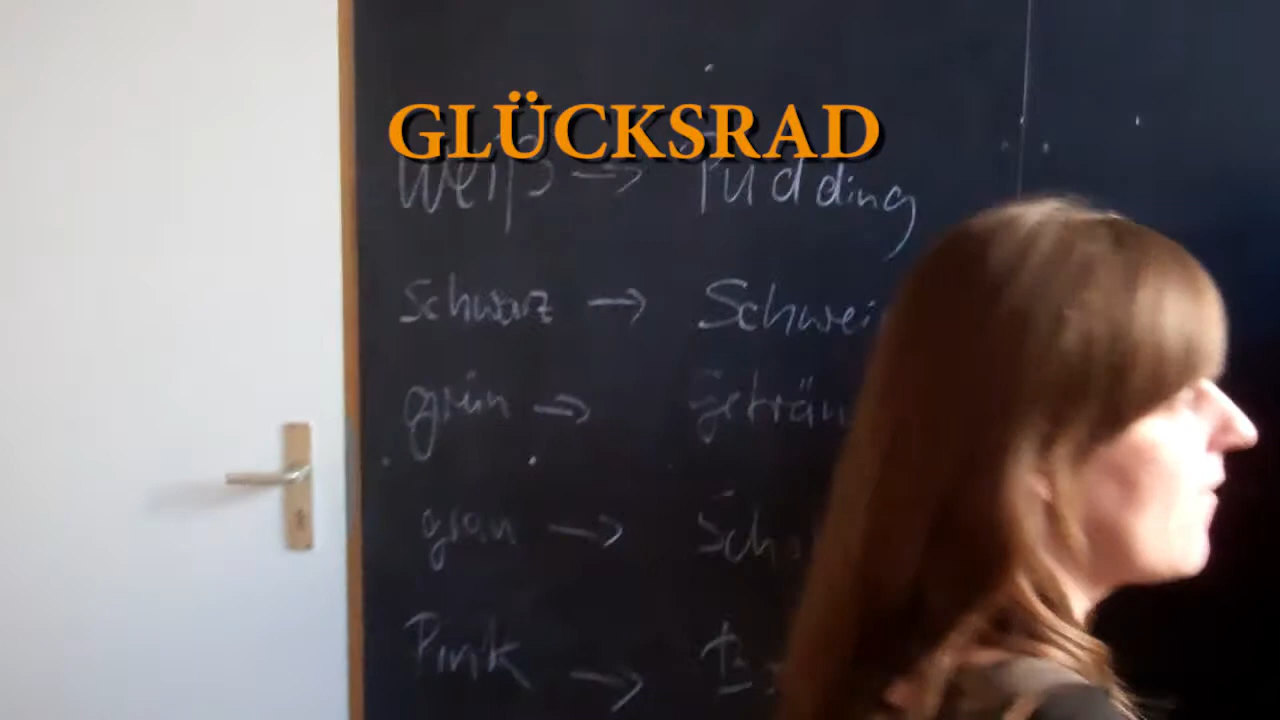 GLÜCKSRAD
Weiß → Pudding
Schwarz → Schwei
grün → Geträn
grau → Scho
Pink → B